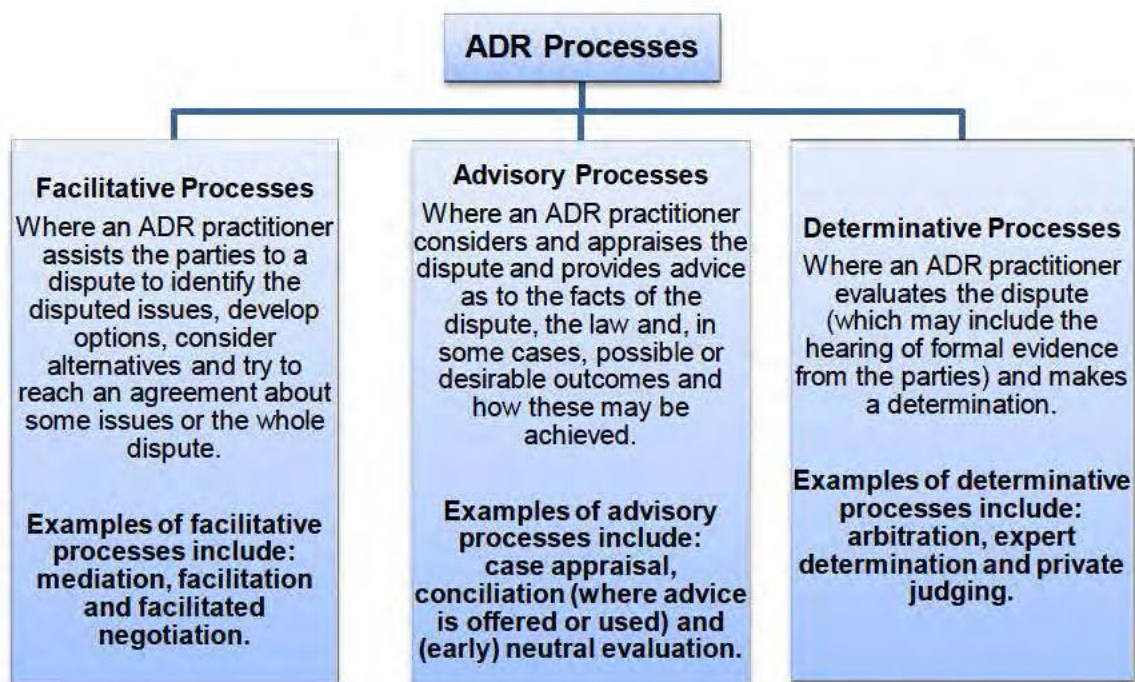 ADR Processes
Facilitative Processes
Where an ADR practitioner
assists the parties to a
dispute to identify the
disputed issues, develop
options, consider
alternatives and try to
reach an agreement about
some issues or the whole
dispute.
Examples of facilitative
processes include:
mediation, facilitation
and facilitated
negotiation.
Advisory Processes
Where an ADR practitioner
considers and appraises the
dispute and provides advice
as to the facts of the
dispute, the law and, in
some cases, possible or
desirable outcomes and
how these may be
achieved.
Examples of advisory
processes include:
case appraisal,
conciliation (where advice
is offered or used) and
(early) neutral evaluation.
Determinative Processes
Where an ADR practitioner
evaluates the dispute
(which may include the
hearing of formal evidence
from the parties) and makes
a determination.
Examples of determinative
processes include:
arbitration, expert
determination and private
judging.